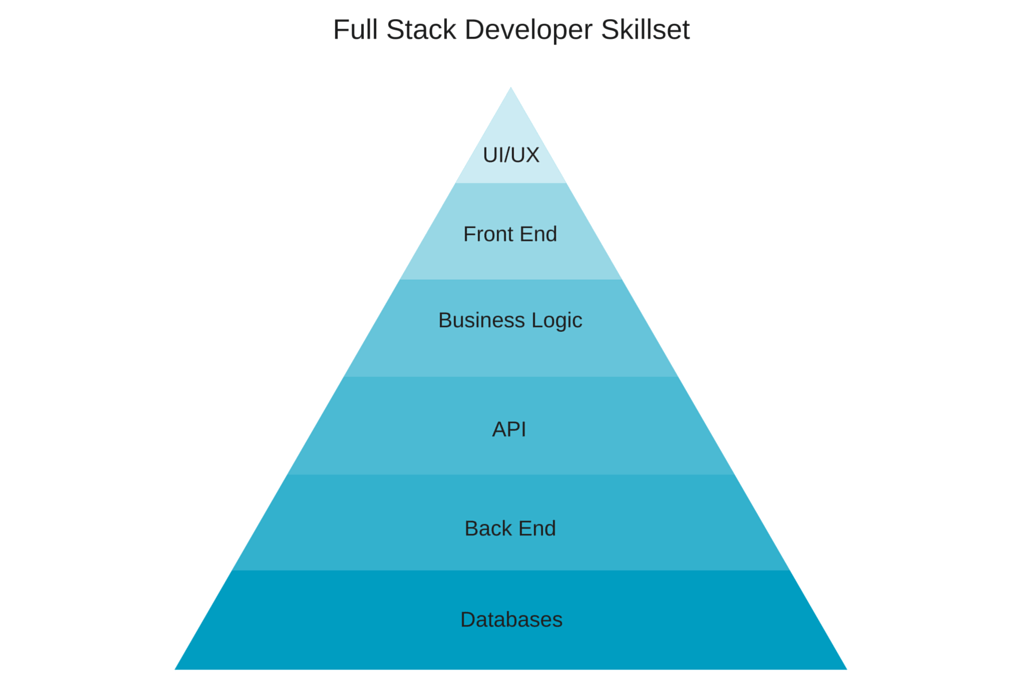 Full Stack Developer Skillset
UI/UX
Front End
Business Logic
API
Back End
Databases